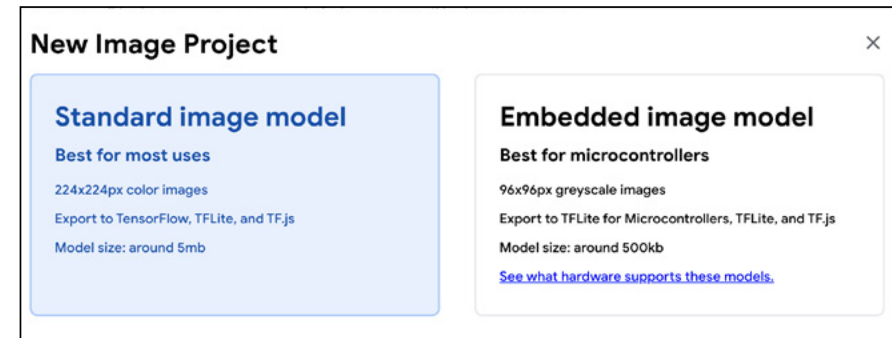 New Image Project
Standard image model
Best for most uses
224x224px color images
Export to TensorFlow, TFLite, and TF.js
Model size: around 5mb
Embedded image model
Best for microcontrollers
96x96px greyscale images
Export to TFLite for Microcontrollers, TFLite, and TF.js
Model size: around 500kb
See what hardware supports these models.